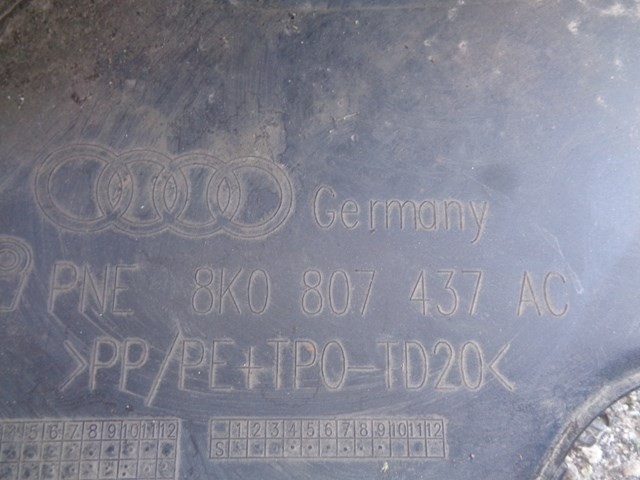 Germany
PNE 8K0 807 437 AC
>PP/PE+TPO-TD20<
5 6 7 8 9 10 11 12 1 2 3 4 5 6 7 8 9 10 11 12
S